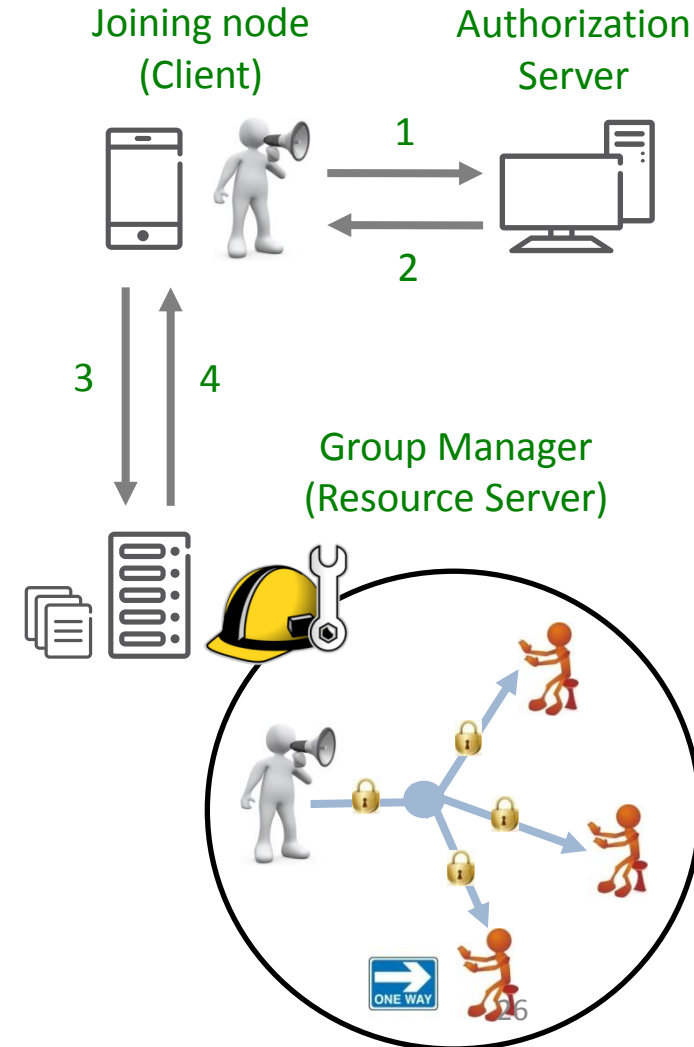 Joining node
(Client)
Authorization
Server
1
2
3
4
Group Manager
(Resource Server)
ONE WAY
26